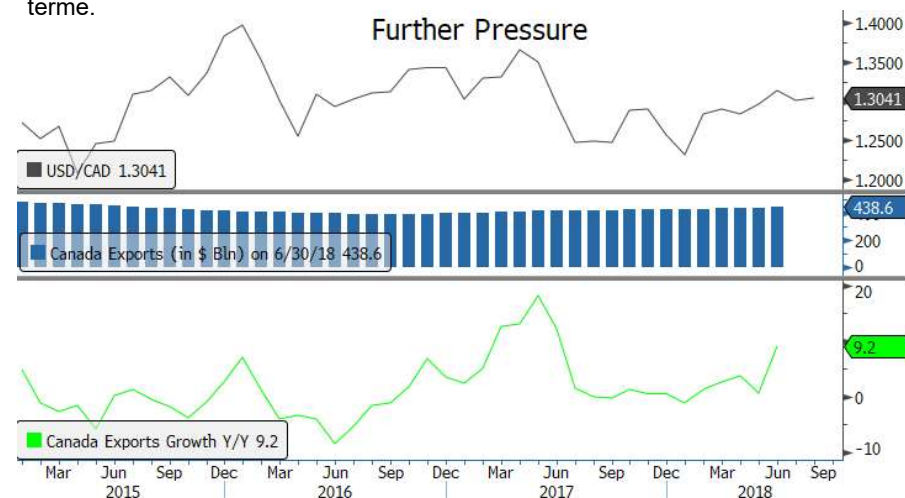 terme.
Further Pressure
1.4000
1.3500
1.3041
1.2500
1.2000
USD/CAD 1.3041
438.6
200
0
Canada Exports (in $ Bln) on 6/30/18 438.6
20
9.2
0
-10
Canada Exports Growth Y/Y 9.2
Mar Jun Sep Dec Mar Jun Sep Dec Mar Jun Sep Dec Mar Jun Sep
2015 2016 2017 2018